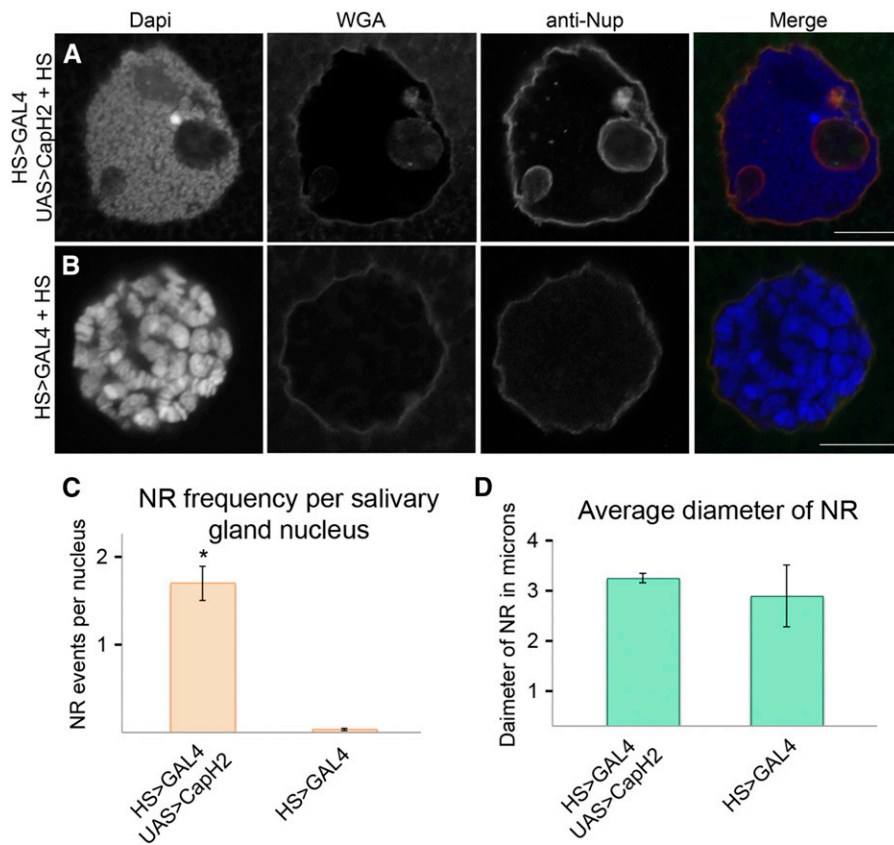 Dapi WGA anti-Nup Merge
A
HS>GAL4
UAS>CapH2 + HS
B
HS>GAL4 + HS
C
NR frequency per salivary
gland nucleus
NR events per nucleus
2
1
*
HS>GAL4
UAS>CapH2
HS>GAL4
D
Average diameter of NR
Daimeter of NR in microns
4
3
2
1
HS>GAL4
UAS>CapH2
HS>GAL4